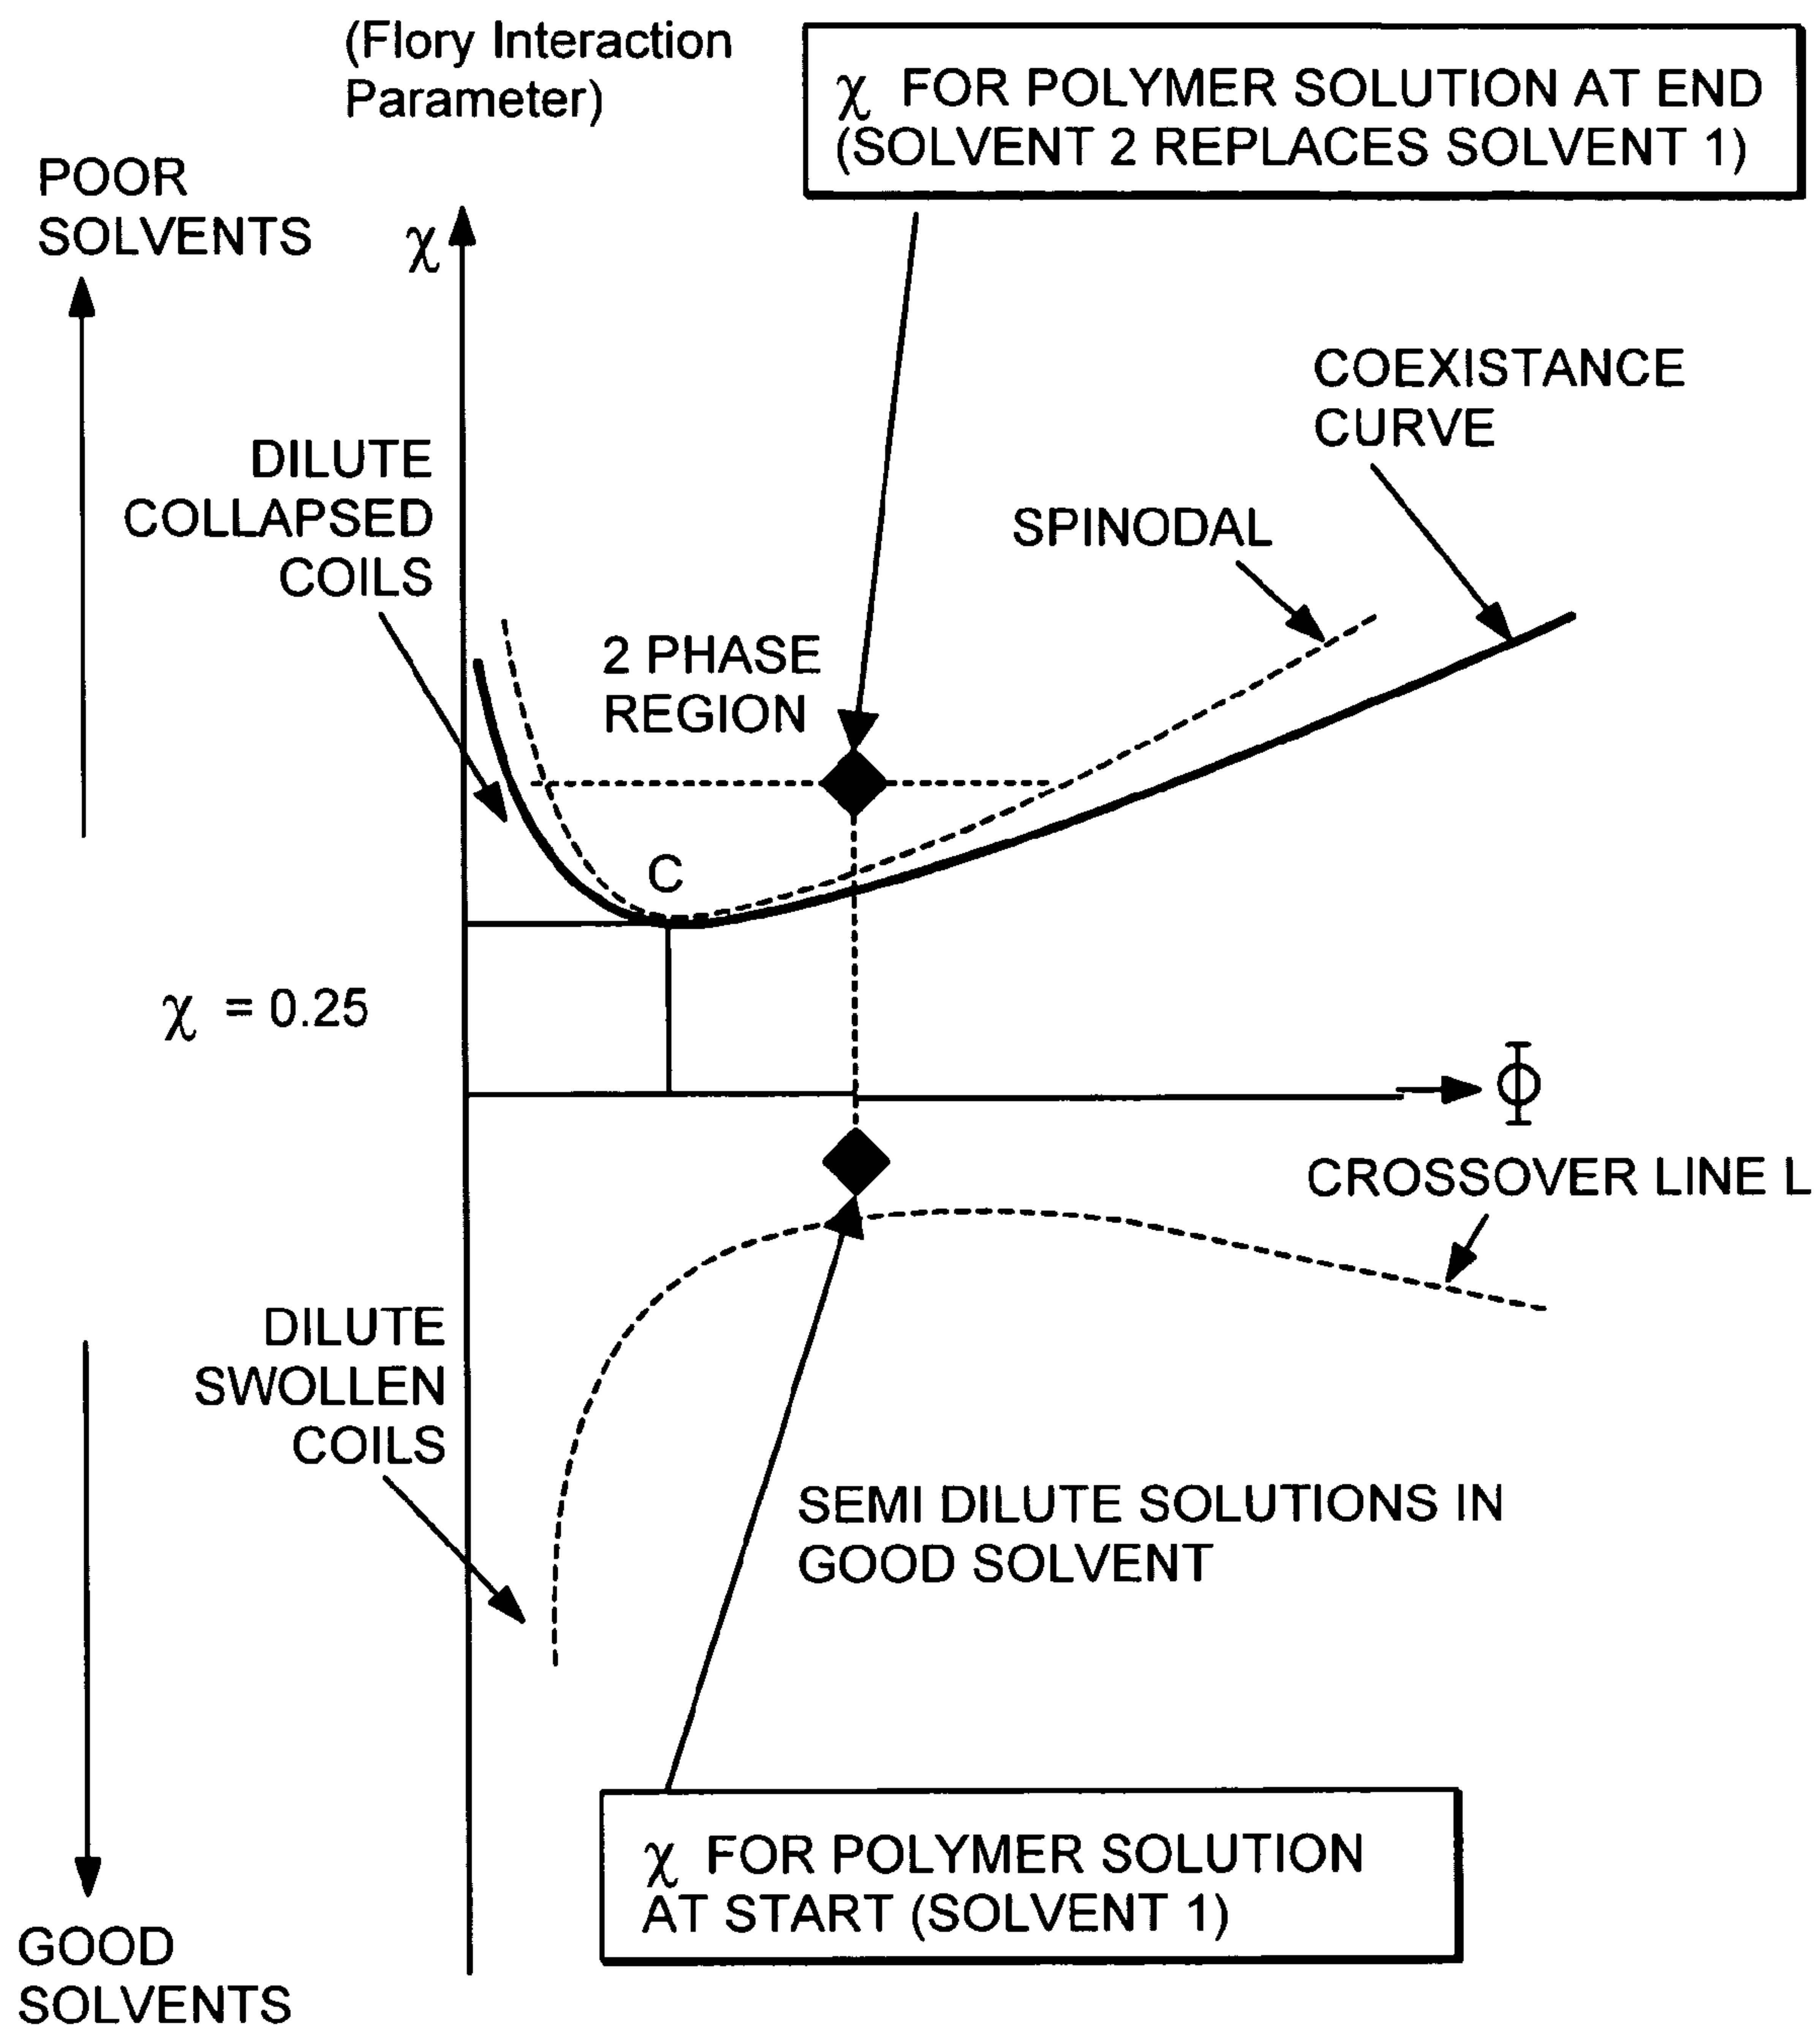 (Flory Interaction
Parameter)
χ FOR POLYMER SOLUTION AT END
(SOLVENT 2 REPLACES SOLVENT 1)
POOR
SOLVENTS
χ
COEXISTANCE
CURVE
DILUTE
COLLAPSED
COILS
SPINODAL
2 PHASE
REGION
C
χ = 0.25
Φ
CROSSOVER LINE L
DILUTE
SWOLLEN
COILS
SEMI DILUTE SOLUTIONS IN
GOOD SOLVENT
χ FOR POLYMER SOLUTION
AT START (SOLVENT 1)
GOOD
SOLVENTS